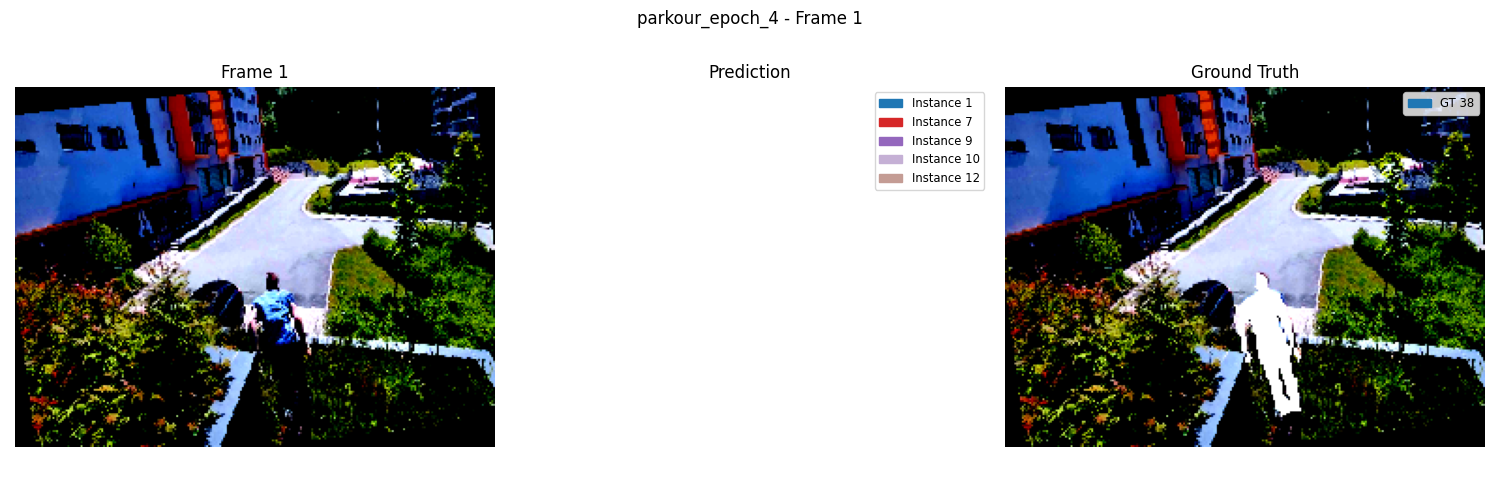 parkour_epoch_4 - Frame 1
Frame 1
Prediction
Ground Truth
Instance 1
Instance 7
Instance 9
Instance 10
Instance 12
GT 38